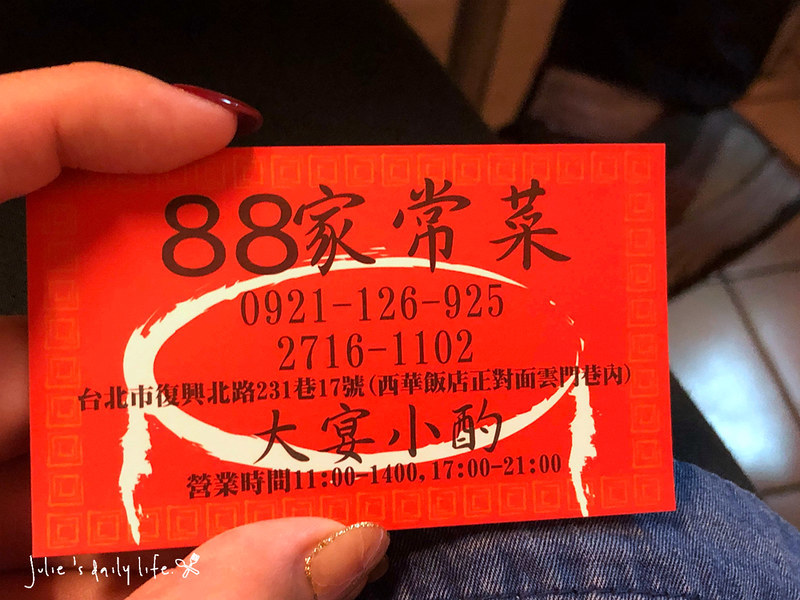 88家常菜
0921-126-925
2716-1102
台北市復興北路231巷17號(西華飯店正對面雲門巷內)
大宴小酌
營業時間11:00-1400,17:00-21:00
Julie's daily life.